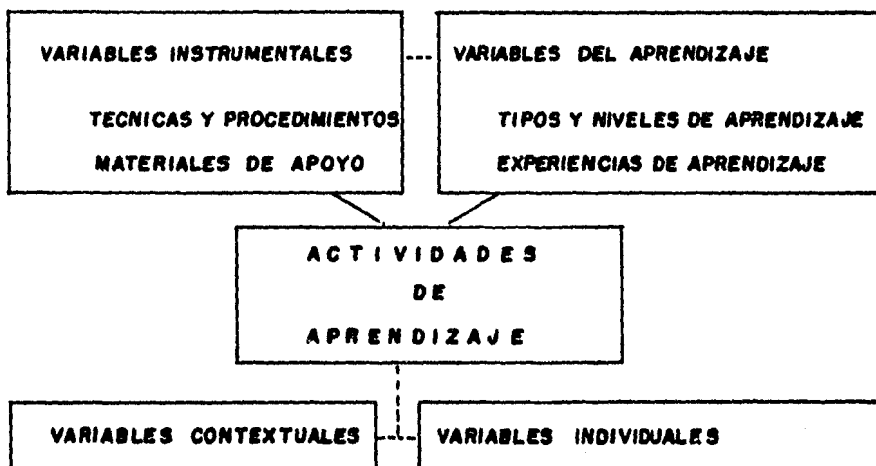 VARIABLES INSTRUMENTALES
TECNICAS Y PROCEDIMIENTOS
MATERIALES DE APOYO
VARIABLES DEL APRENDIZAJE
TIPOS Y NIVELES DE APRENDIZAJE
EXPERIENCIAS DE APRENDIZAJE
ACTIVIDADES
DE
APRENDIZAJE
VARIABLES CONTEXTUALES
VARIABLES INDIVIDUALES